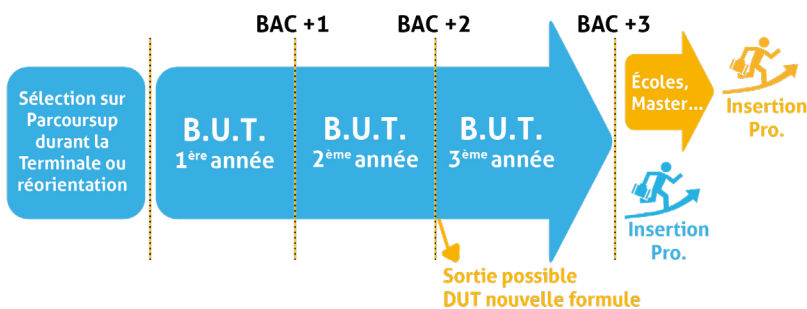 BAC +1
BAC +2
BAC +3
Sélection sur
Parcoursup
durant la
Terminale ou
réorientation
B.U.T.
1ère année
B.U.T.
2ème année
B.U.T.
3ème année
Écoles,
Master...
Insertion
Pro.
Insertion
Pro.
Sortie possible
DUT nouvelle formule